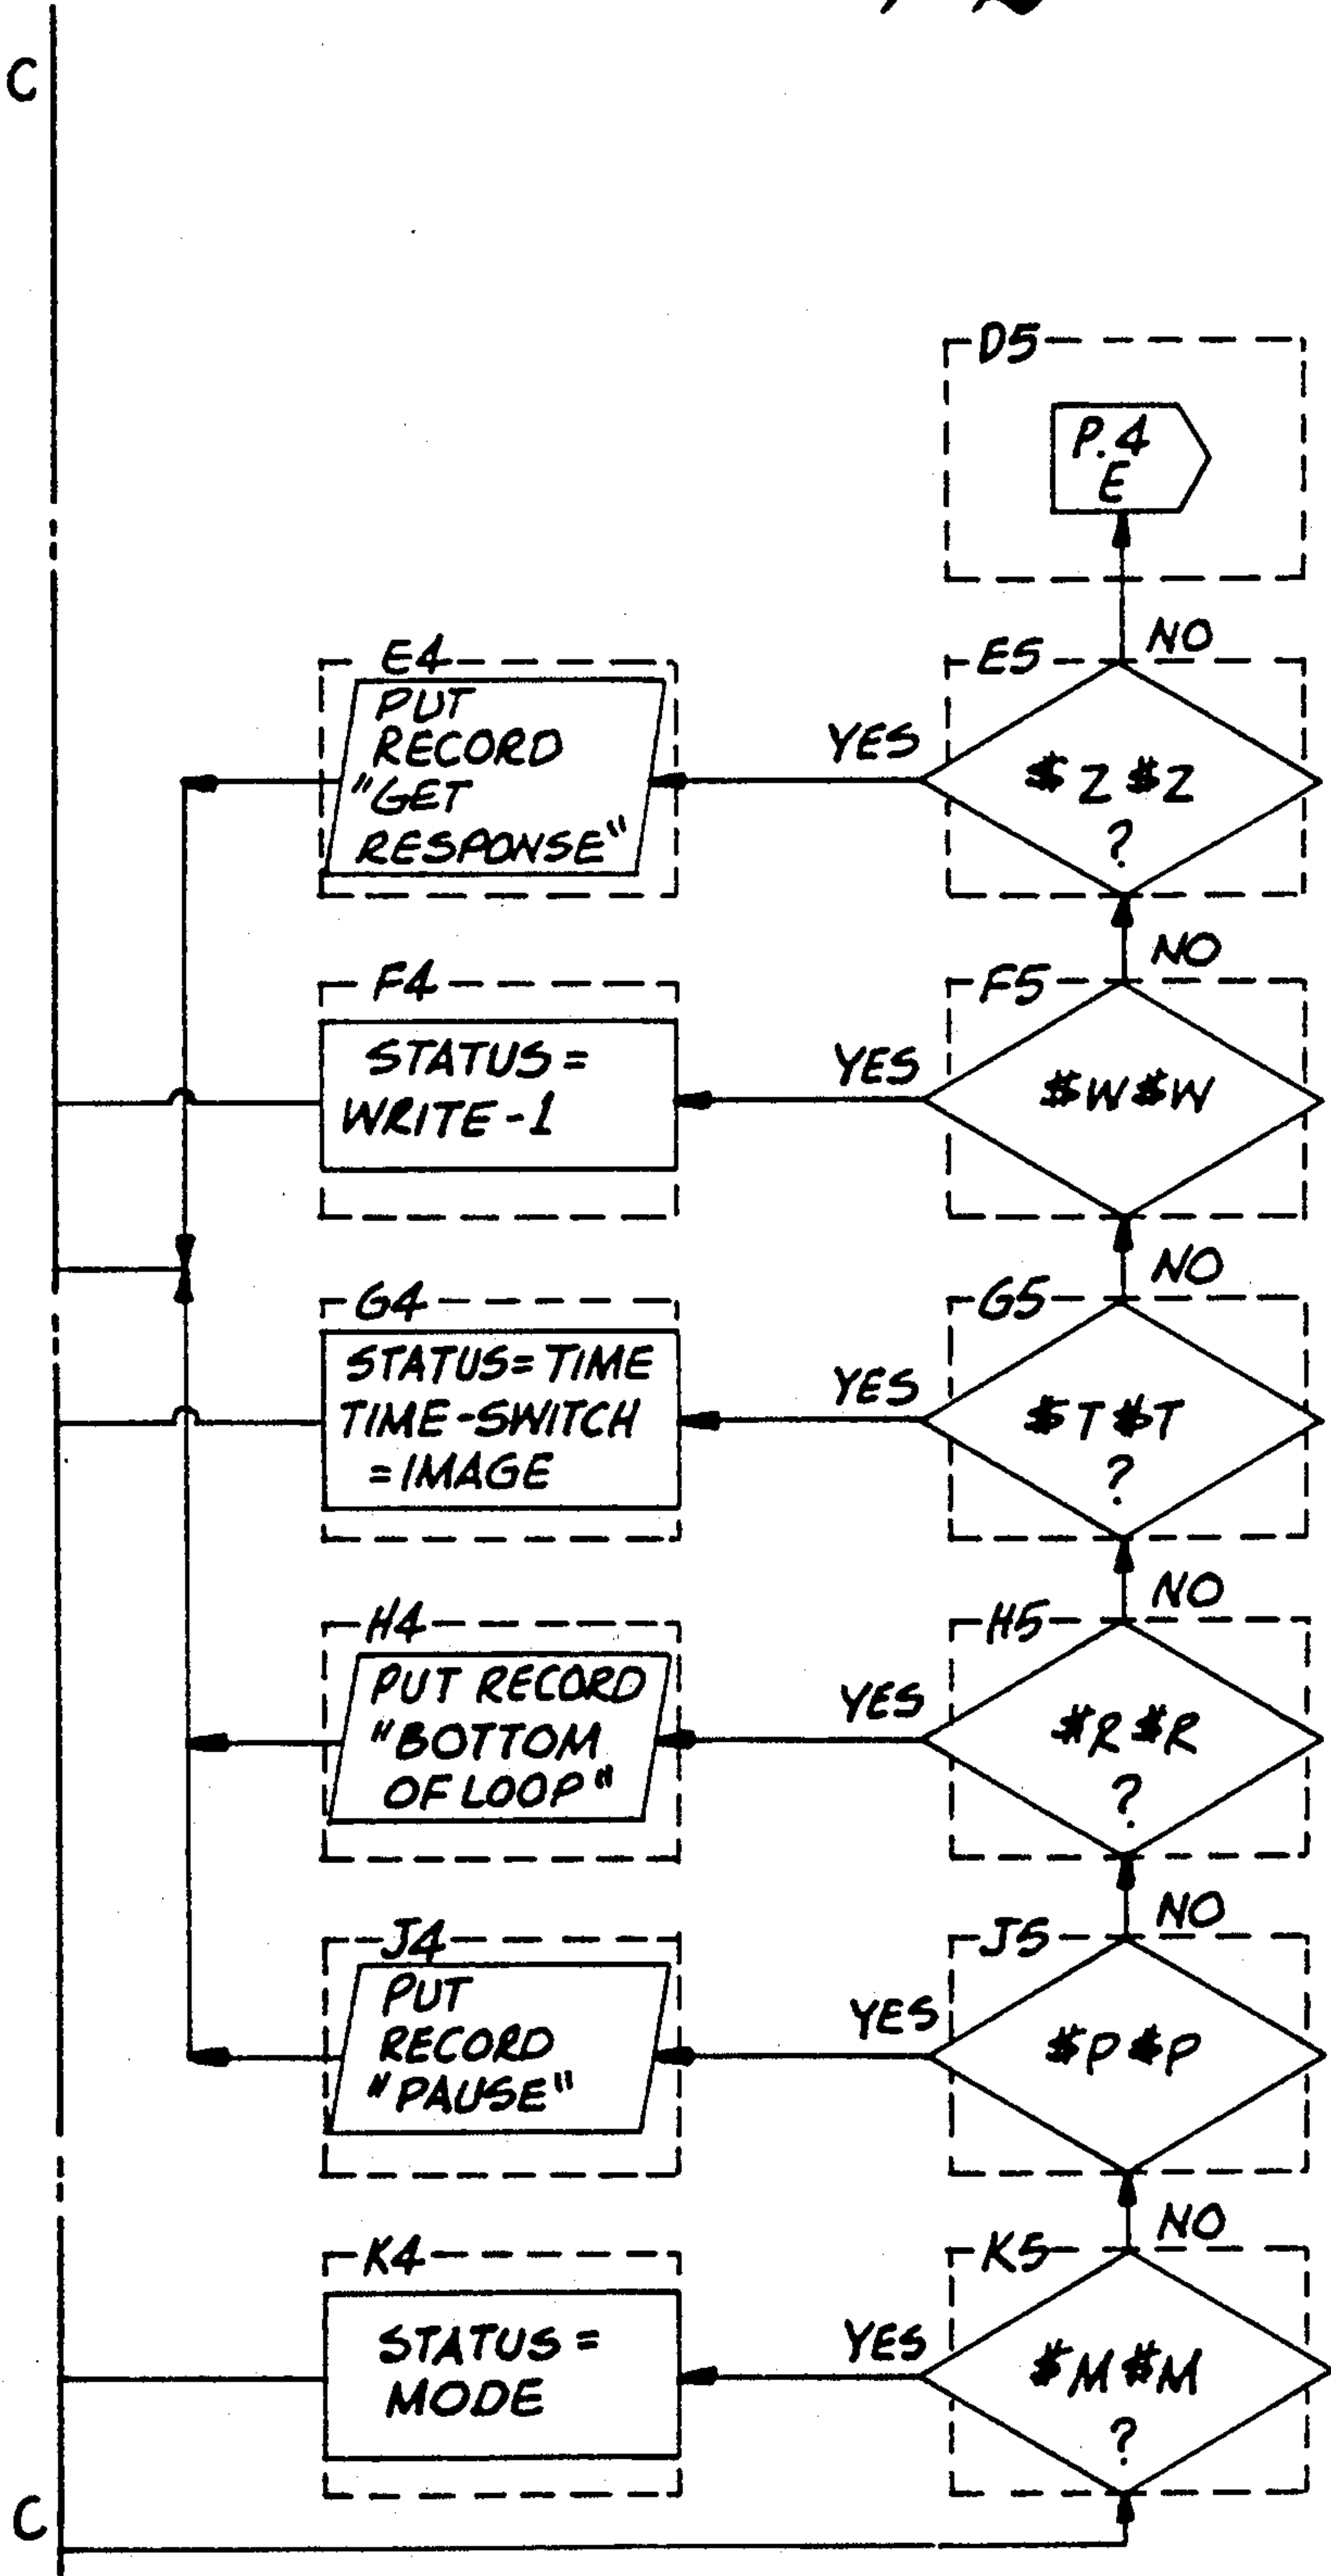 C
D5
P.4
E
NO
E4
PUT
RECORD
"GET
RESPONSE"
YES
E5
$Z $Z
?
NO
F4
STATUS =
WRITE-1
YES
F5
$W $W
NO
G4
STATUS = TIME
TIME-SWITCH
= IMAGE
YES
G5
$T $T
?
NO
H4
PUT RECORD
"BOTTOM
OF LOOP"
YES
H5
$R $R
?
NO
J4
PUT
RECORD
"PAUSE"
YES
J5
$P $P
NO
K4
STATUS =
MODE
YES
K5
$M $M
?
C